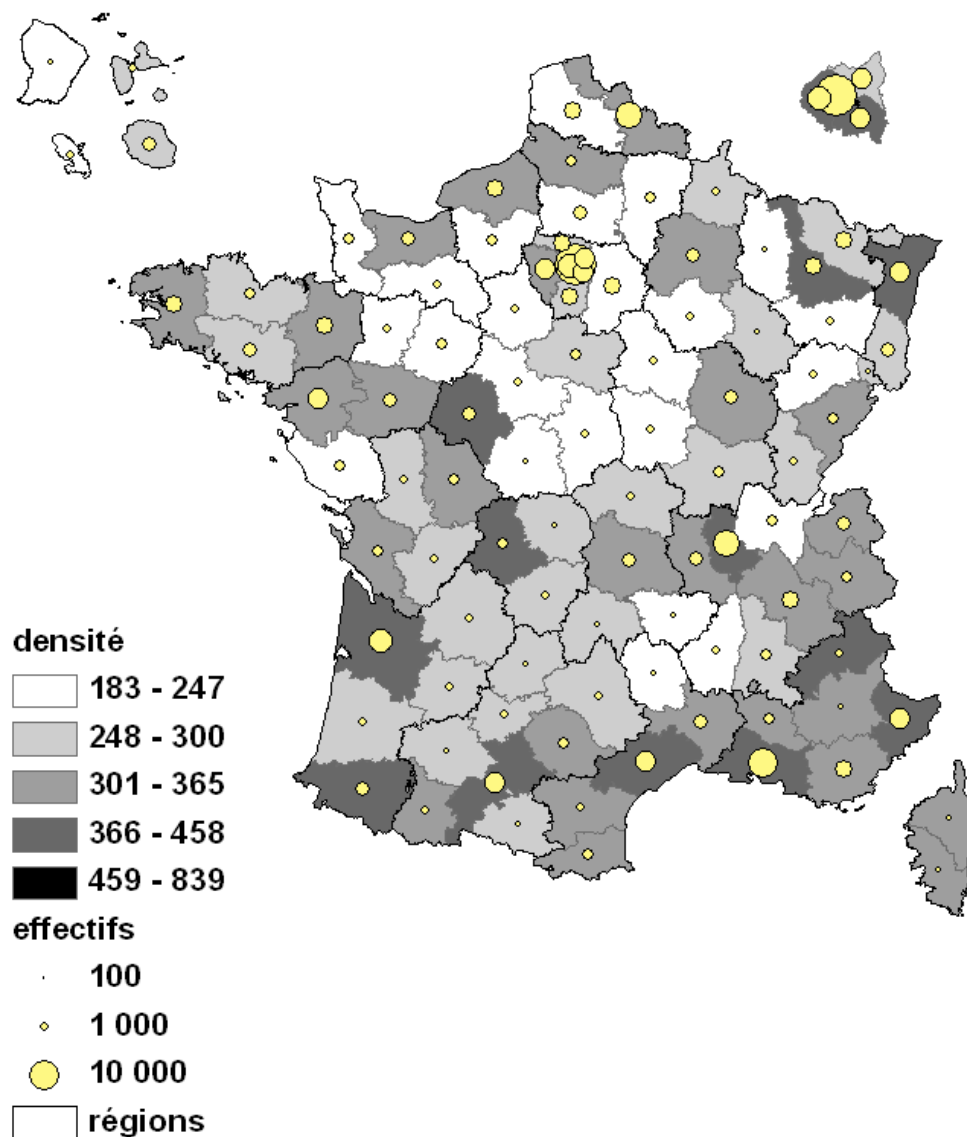 densité
183 - 247
248 - 300
301 - 365
366 - 458
459 - 839
effectifs
100
1 000
10 000
régions